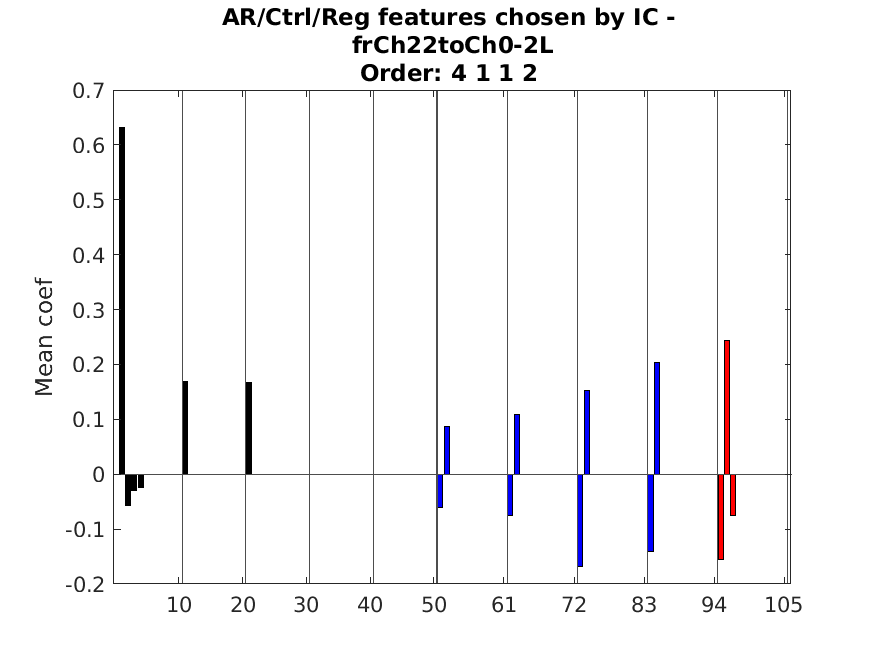 AR/Ctrl/Reg features chosen by IC -
frCh22toCh0-2L
Order: 4 1 1 2
Mean coef
0.7
0.6
0.5
0.4
0.3
0.2
0.1
0
-0.1
-0.2
10 20 30 40 50 61 72 83 94 105